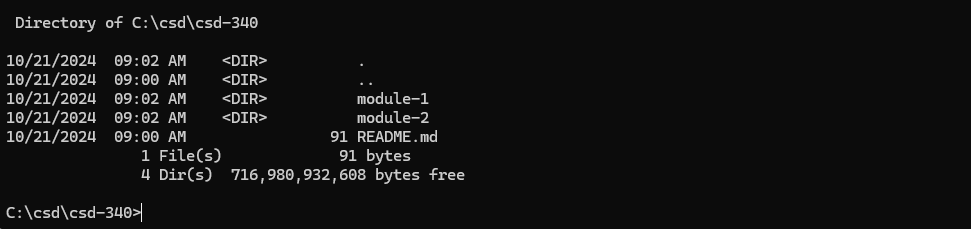 Directory of C:\csd\csd-340
10/21/2024  09:02 AM    <DIR>          .
10/21/2024  09:00 AM    <DIR>          ..
10/21/2024  09:02 AM    <DIR>          module-1
10/21/2024  09:02 AM    <DIR>          module-2
10/21/2024  09:00 AM                91 README.md
               1 File(s)             91 bytes
               4 Dir(s)  716,980,932,608 bytes free
C:\csd\csd-340>